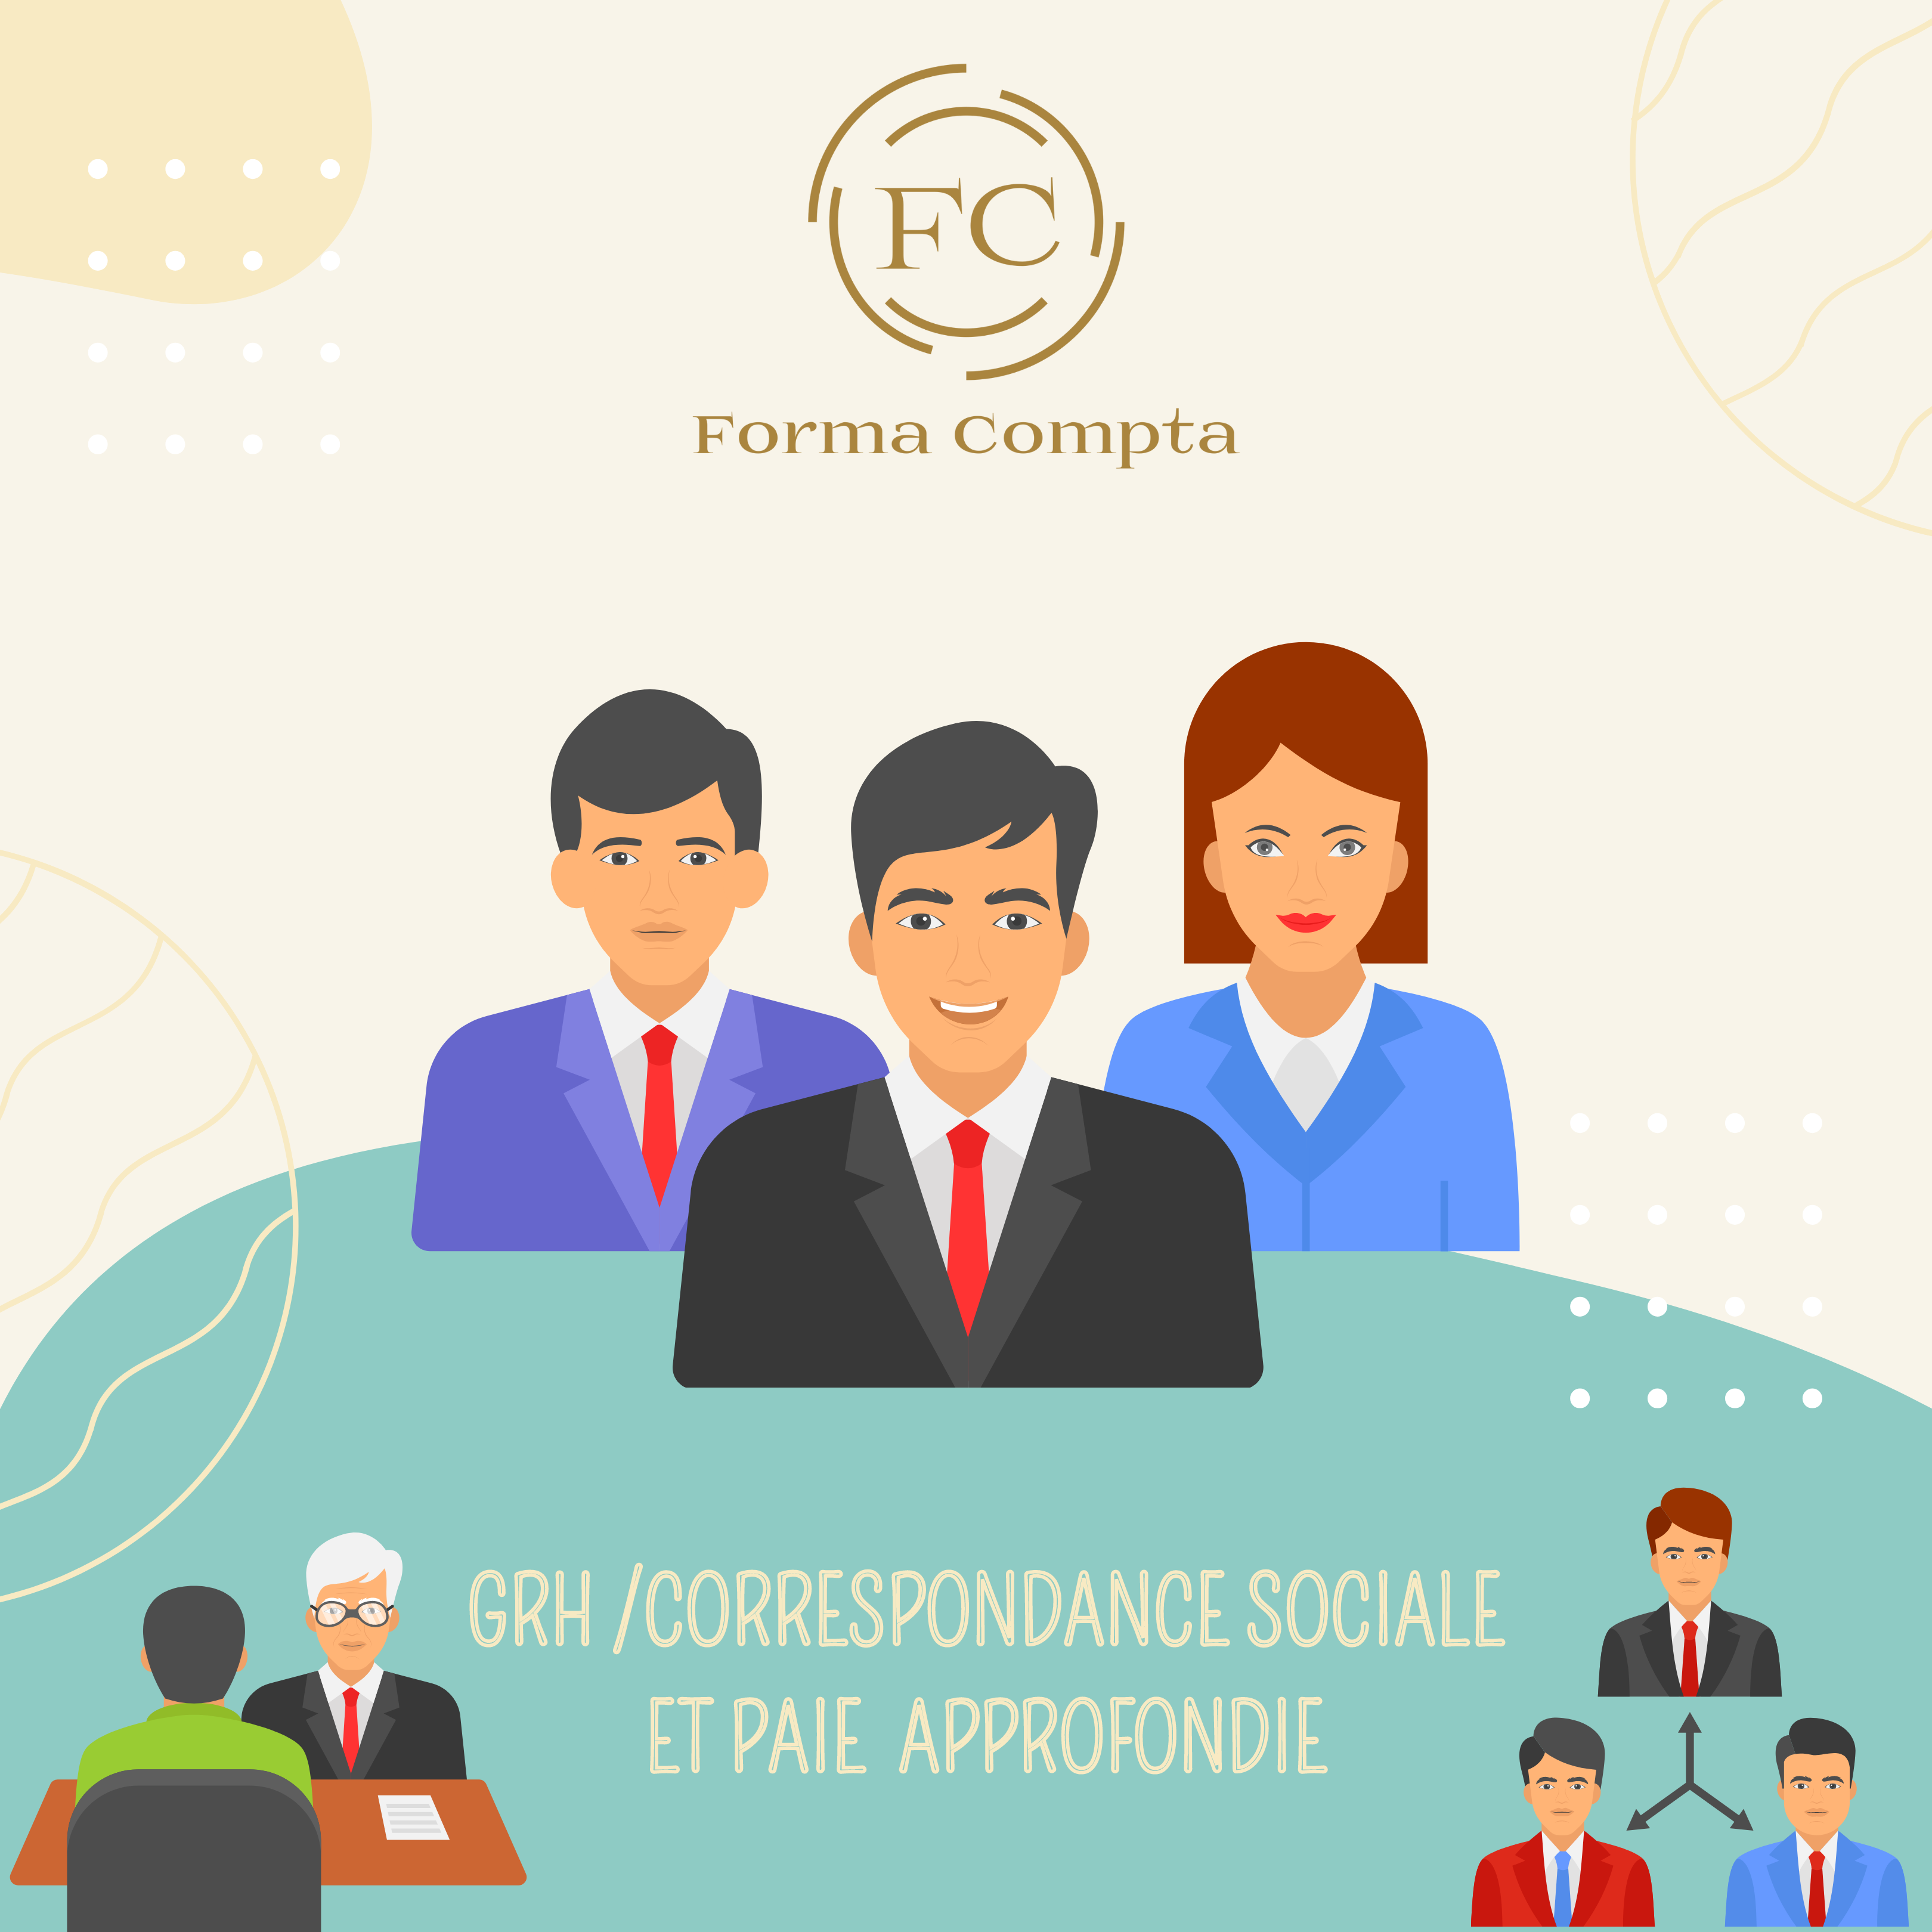 FC
Forma Compta
GRH /CORRESPONDANCE SOCIALE
ET PAIE APPROFONDIE